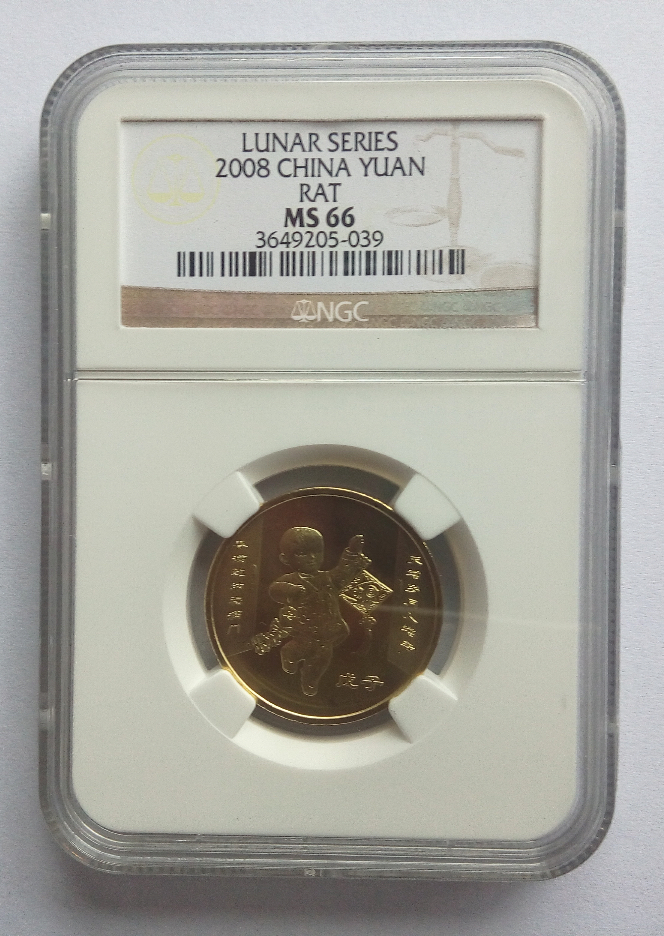 LUNAR SERIES
2008 CHINA YUAN
RAT
MS 66
3649205-039
NGC
戊子